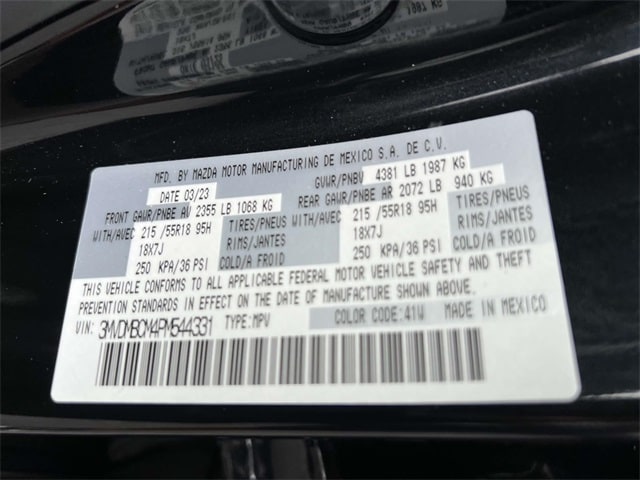 MFD. BY MAZDA MOTOR MANUFACTURING DE MEXICO S.A. DE C.V.
DATE 03/23 GVWR/PNBV 4381 LB 1987 KG
FRONT GAWR/PNBE AV 2355 LB 1068 KG REAR GAWR/PNBE AR 2072 LB 940 KG
WITH/AVEC 215 /55R18 95H TIRES/PNEUS WITH/AVEC 215 /55R18 95H TIRES/PNEUS
18X7J RIMS/JANTES 18X7J RIMS/JANTES
250 KPA/36 PSI COLD/A FROID 250 KPA/36 PSI COLD/A FROID
THIS VEHICLE CONFORMS TO ALL APPLICABLE FEDERAL MOTOR VEHICLE SAFETY AND THEFT
PREVENTION STANDARDS IN EFFECT ON THE DATE OF MANUFACTURE SHOWN ABOVE.
VIN: 3MVDMBCM4PM544331 TYPE:MPV COLOR CODE:41W MADE IN MEXICO